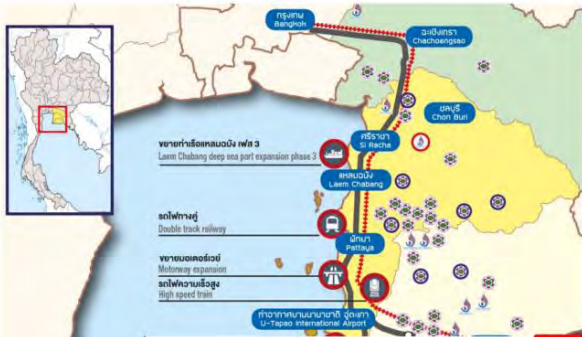 กรุงเทพ
Bangkok
ฉะเชิงเทรา
Chachoengsao
ชลบุรี
Chon Buri
ศรีราชา
Si Racha
ขยายท่าเรือแหลมฉบัง เฟส 3
Laem Chabang deep sea port expansion phase 3
แหลมฉบัง
Laem Chabang
รถไฟทางคู่
Double track railway
พัทยา
Pattaya
ขยายมอเตอร์เวย์
Motorway expansion
รถไฟความเร็วสูง
High speed train
ท่าอากาศยานนานาชาติ อู่ตะเภา
U-Tapao International Airport